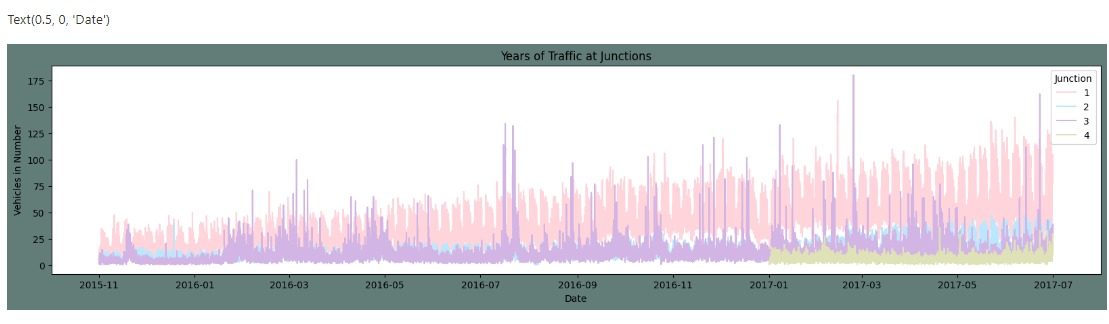 Text(0.5, 0, 'Date')
Years of Traffic at Junctions
Junction
1
2
3
4
175
150
125
100
75
50
25
0
Vehicles in Number
2015-11 2016-01 2016-03 2016-05 2016-07 2016-09 2016-11 2017-01 2017-03 2017-05 2017-07
Date